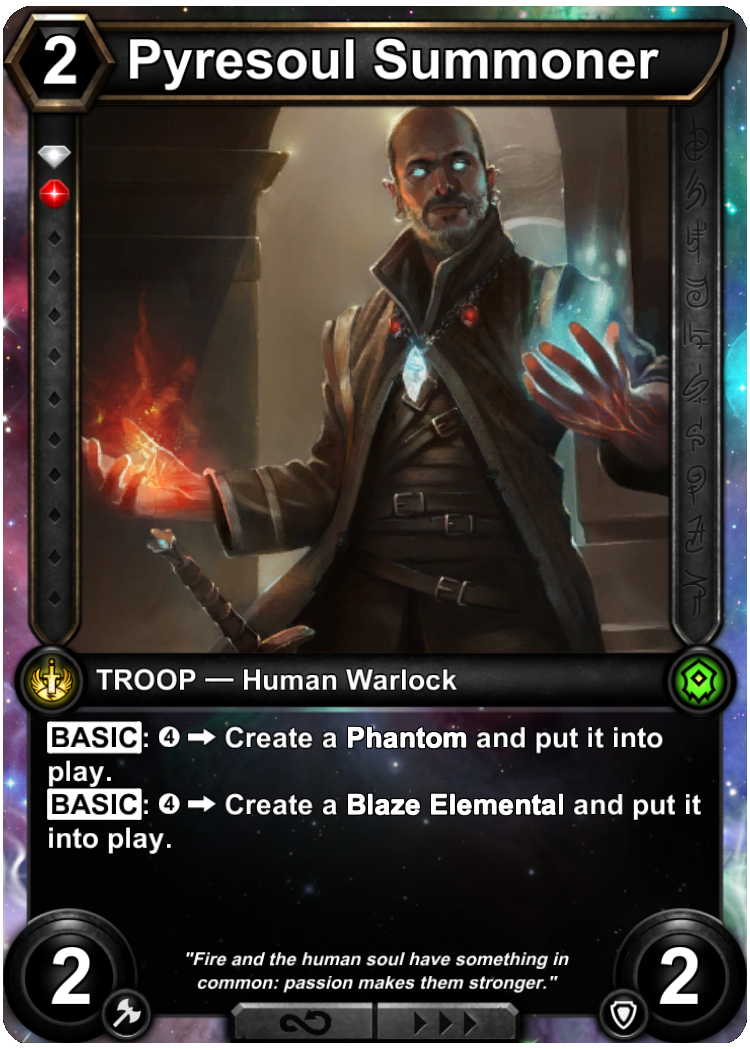 2 Pyresoul Summoner
TROOP — Human Warlock
BASIC: ④ ➡ Create a Phantom and put it into
play.
BASIC: ④ ➡ Create a Blaze Elemental and put it
into play.
"Fire and the human soul have something in
common: passion makes them stronger."
2 2